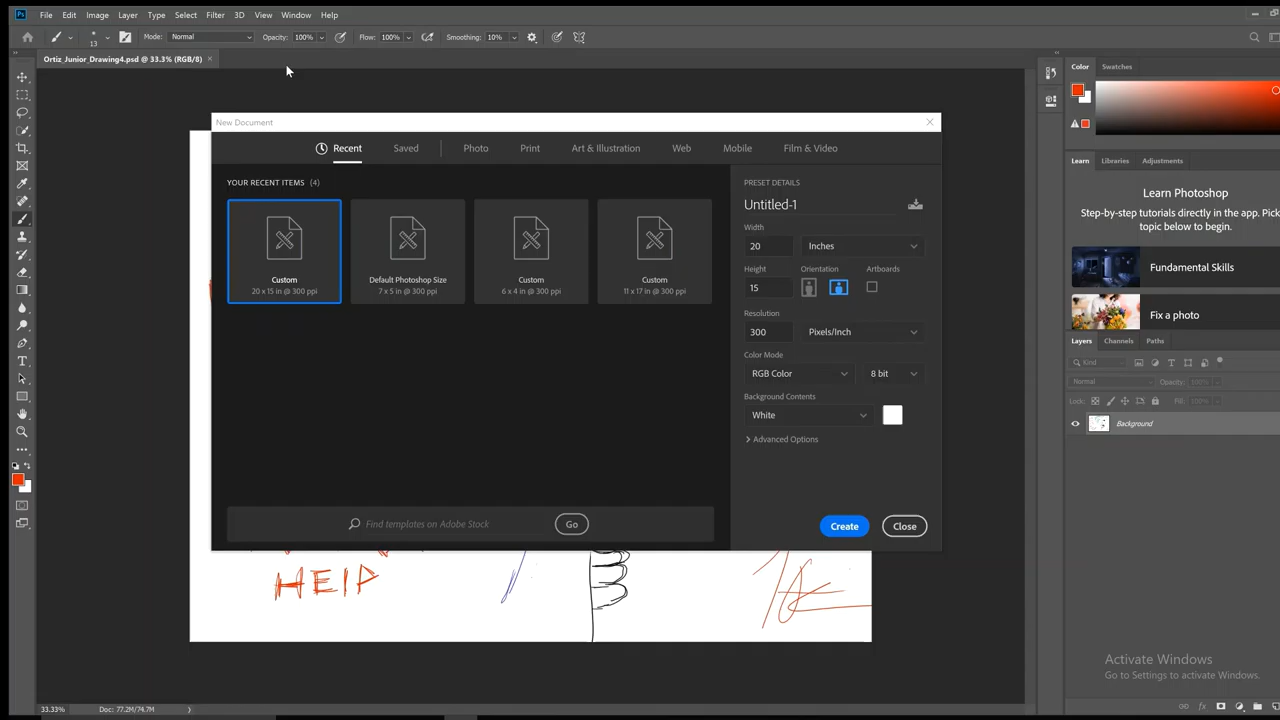 File Edit Image Layer Type Select Filter 3D View Window Help
13 Mode: Normal Opacity: 100% Flow: 100% Smoothing: 10%
Ortiz_Junior_Drawing4.psd @ 33.3% (RGB/8) ×
New Document
Recent Saved Photo Print Art & Illustration Web Mobile Film & Video
YOUR RECENT ITEMS (4)
Custom
20 x 15 in @ 300 ppi
Default Photoshop Size
7 x 5 in @ 300 ppi
Custom
6 x 4 in @ 300 ppi
Custom
11 x 17 in @ 300 ppi
Find templates on Adobe Stock Go
PRESET DETAILS
Untitled-1
Width
20 Inches
Height Orientation Artboards
15
Resolution
300 Pixels/Inch
Color Mode
RGB Color 8 bit
Background Contents
White
Advanced Options
Create Close
HElP
Color Swatches
Learn Libraries Adjustments
Learn Photoshop
Step-by-step tutorials directly in the app. Pick
topic below to begin.
Fundamental Skills
Fix a photo
Layers Channels Paths
Kind
Normal Opacity: 100%
Lock: Fill: 100%
Background
Activate Windows
Go to Settings to activate Windows.
fx
33.33% Doc: 77.2M/74.7M